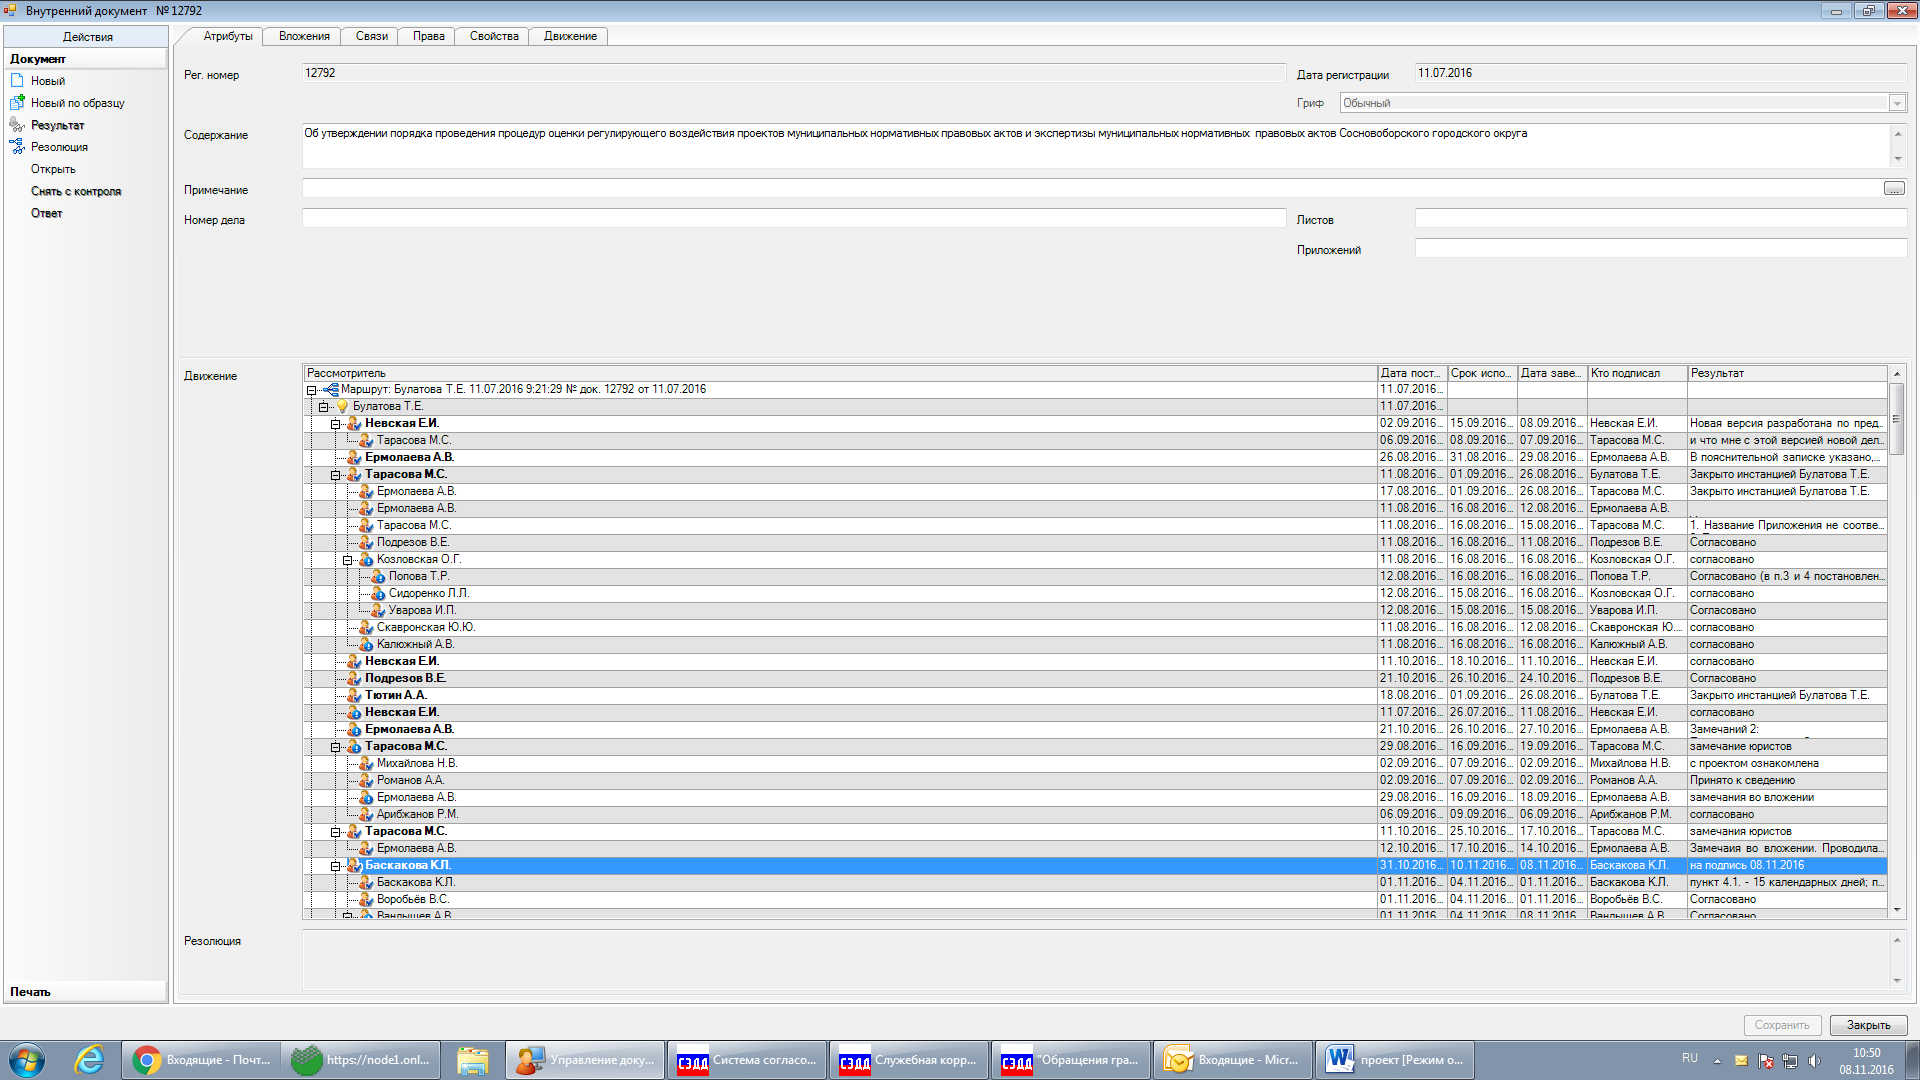 Внутренний документ №12792
Действия
Документ
Новый
Новый по образцу
Результат
Резолюция
Открыть
Снять с контроля
Ответ
Печать
Атрибуты Вложения Связи Права Свойства Движение
Рег. номер 12792 Дата регистрации 11.07.2016
Гриф Обычный
Содержание Об утверждении порядка проведения процедур оценки регулирующего воздействия проектов муниципальных нормативных правовых актов и экспертизы муниципальных нормативных правовых актов Сосновоборского городского округа
Примечание ...
Номер дела Листов
Приложений
Движение
Рассмотритель Дата пост... Срок испо... Дата заве... Кто подписал Результат
Маршрут: Булатова Т.Е. 11.07.2016 9:21:29 № док. 12792 от 11.07.2016 11.07.2016...
Булатова Т.Е. 11.07.2016...
Невская Е.И. 02.09.2016... 15.09.2016... 08.09.2016... Невская Е.И. Новая версия разработана по пред...
Тарасова М.С. 06.09.2016... 08.09.2016... 07.09.2016... Тарасова М.С. и что мне с этой версией новой дел...
Ермолаева А.В. 26.08.2016... 31.08.2016... 29.08.2016... Ермолаева А.В. В пояснительной записке указано,...
Тарасова М.С. 11.08.2016... 01.09.2016... 26.08.2016... Булатова Т.Е. Закрыто инстанцией Булатова Т.Е.
Ермолаева А.В. 17.08.2016... 01.09.2016... 26.08.2016... Тарасова М.С. Закрыто инстанцией Булатова Т.Е.
Ермолаева А.В. 11.08.2016... 16.08.2016... 12.08.2016... Ермолаева А.В.
Тарасова М.С. 11.08.2016... 16.08.2016... 15.08.2016... Тарасова М.С. 1. Название Приложения не соотве...
Подрезов В.Е. 11.08.2016... 16.08.2016... 11.08.2016... Подрезов В.Е. Согласовано
Козловская О.Г. 11.08.2016... 16.08.2016... 16.08.2016... Козловская О.Г. согласовано
Попова Т.Р. 12.08.2016... 16.08.2016... 16.08.2016... Попова Т.Р. Согласовано (в п.3 и 4 постановлен...
Сидоренко Л.Л. 12.08.2016... 15.08.2016... 16.08.2016... Козловская О.Г. согласовано
Уварова И.П. 12.08.2016... 15.08.2016... 15.08.2016... Уварова И.П. Согласовано
Скавронская Ю.Ю. 11.08.2016... 16.08.2016... 12.08.2016... Скавронская Ю.... согласовано
Калюжный А.В. 11.08.2016... 16.08.2016... 16.08.2016... Калюжный А.В. согласовано
Невская Е.И. 11.10.2016... 18.10.2016... 11.10.2016... Невская Е.И. согласовано
Подрезов В.Е. 21.10.2016... 26.10.2016... 24.10.2016... Подрезов В.Е. Согласовано
Тютин А.А. 18.08.2016... 01.09.2016... 26.08.2016... Булатова Т.Е. Закрыто инстанцией Булатова Т.Е.
Невская Е.И. 11.07.2016... 26.07.2016... 11.08.2016... Невская Е.И. согласовано
Ермолаева А.В. 21.10.2016... 26.10.2016... 27.10.2016... Ермолаева А.В. Замечаний 2:
Тарасова М.С. 29.08.2016... 16.09.2016... 19.09.2016... Тарасова М.С. замечание юристов
Михайлова Н.В. 02.09.2016... 07.09.2016... 02.09.2016... Михайлова Н.В. с проектом ознакомлена
Романов А.А. 02.09.2016... 07.09.2016... 02.09.2016... Романов А.А. Принято к сведению
Ермолаева А.В. 29.08.2016... 16.09.2016... 18.09.2016... Ермолаева А.В. замечания во вложении
Арибжанов Р.М. 06.09.2016... 09.09.2016... 06.09.2016... Арибжанов Р.М. согласовано
Тарасова М.С. 11.10.2016... 25.10.2016... 17.10.2016... Тарасова М.С. замечания юристов
Ермолаева А.В. 12.10.2016... 17.10.2016... 14.10.2016... Ермолаева А.В. Замечаия во вложении. Проводила...
Баскакова К.Л. 31.10.2016... 10.11.2016... 08.11.2016... Баскакова К.Л. на подпись 08.11.2016
Баскакова К.Л. 01.11.2016... 04.11.2016... 01.11.2016... Баскакова К.Л. пункт 4.1. - 15 календарных дней; п...
Воробьёв В.С. 01.11.2016... 04.11.2016... 01.11.2016... Воробьёв В.С. Согласовано
Вандышев А.В. 01.11.2016... 04.11.2016... 08.11.2016... Вандышев А.В. Согласовано
Резолюция
Сохранить Закрыть
Входящие - Почт... https://node1.onl... Управление доку... СЭДД Система согласо... СЭДД Служебная корр... СЭДД "Обращения гра... Входящие - Micr... проект [Режим о... RU 10:50
08.11.2016